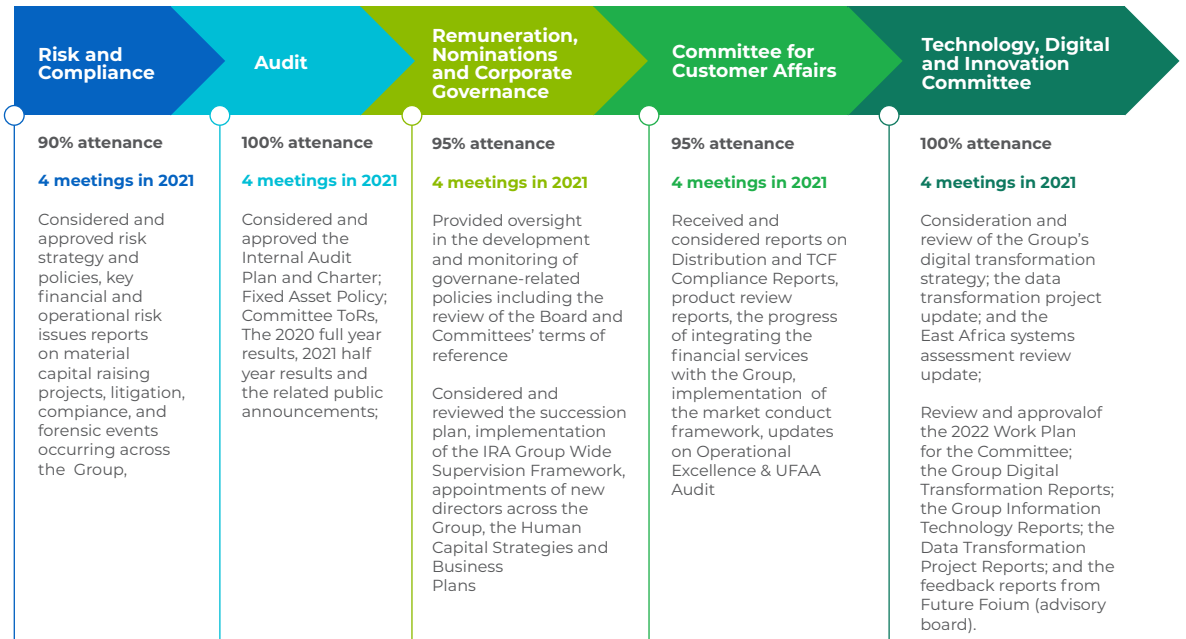 Risk and
Compliance
90% attenance
4 meetings in 2021
Considered and
approved risk
strategy and
policies, key
financial and
operational risk
issues reports
on material
capital raising
projects, litigation,
compliance, and
forensic events
occurring across
the Group,
Audit
100% attenance
4 meetings in 2021
Considered and
approved the
Internal Audit
Plan and Charter;
Fixed Asset Policy;
Committee ToRs,
The 2020 full year
results, 2021 half
year results and
the related public
announcements;
Remuneration,
Nominations
and Corporate
Governance
95% attenance
4 meetings in 2021
Provided oversight
in the development
and monitoring of
governane-related
policies including the
review of the Board and
Committees’ terms of
reference
Considered and
reviewed the succession
plan, implementation
of the IRA Group Wide
Supervision Framework,
appointments of new
directors across the
Group, the Human
Capital Strategies and
Business
Plans
Committee for
Customer Affairs
95% attenance
4 meetings in 2021
Received and
considered reports on
Distribution and TCF
Compliance Reports,
product review
reports, the progress
of integrating the
financial services
with the Group,
implementation of
the market conduct
framework, updates
on Operational
Excellence & UFAA
Audit
Technology, Digital
and Innovation
Committee
100% attenance
4 meetings in 2021
Consideration and
review of the Group’s
digital transformation
strategy; the data
transformation project
update; and the
East Africa systems
assessment review
update;
Review and approvalof
the 2022 Work Plan
for the Committee;
the Group Digital
Transformation Reports;
the Group Information
Technology Reports; the
Data Transformation
Project Reports; and the
feedback reports from
Future Foium (advisory
board).